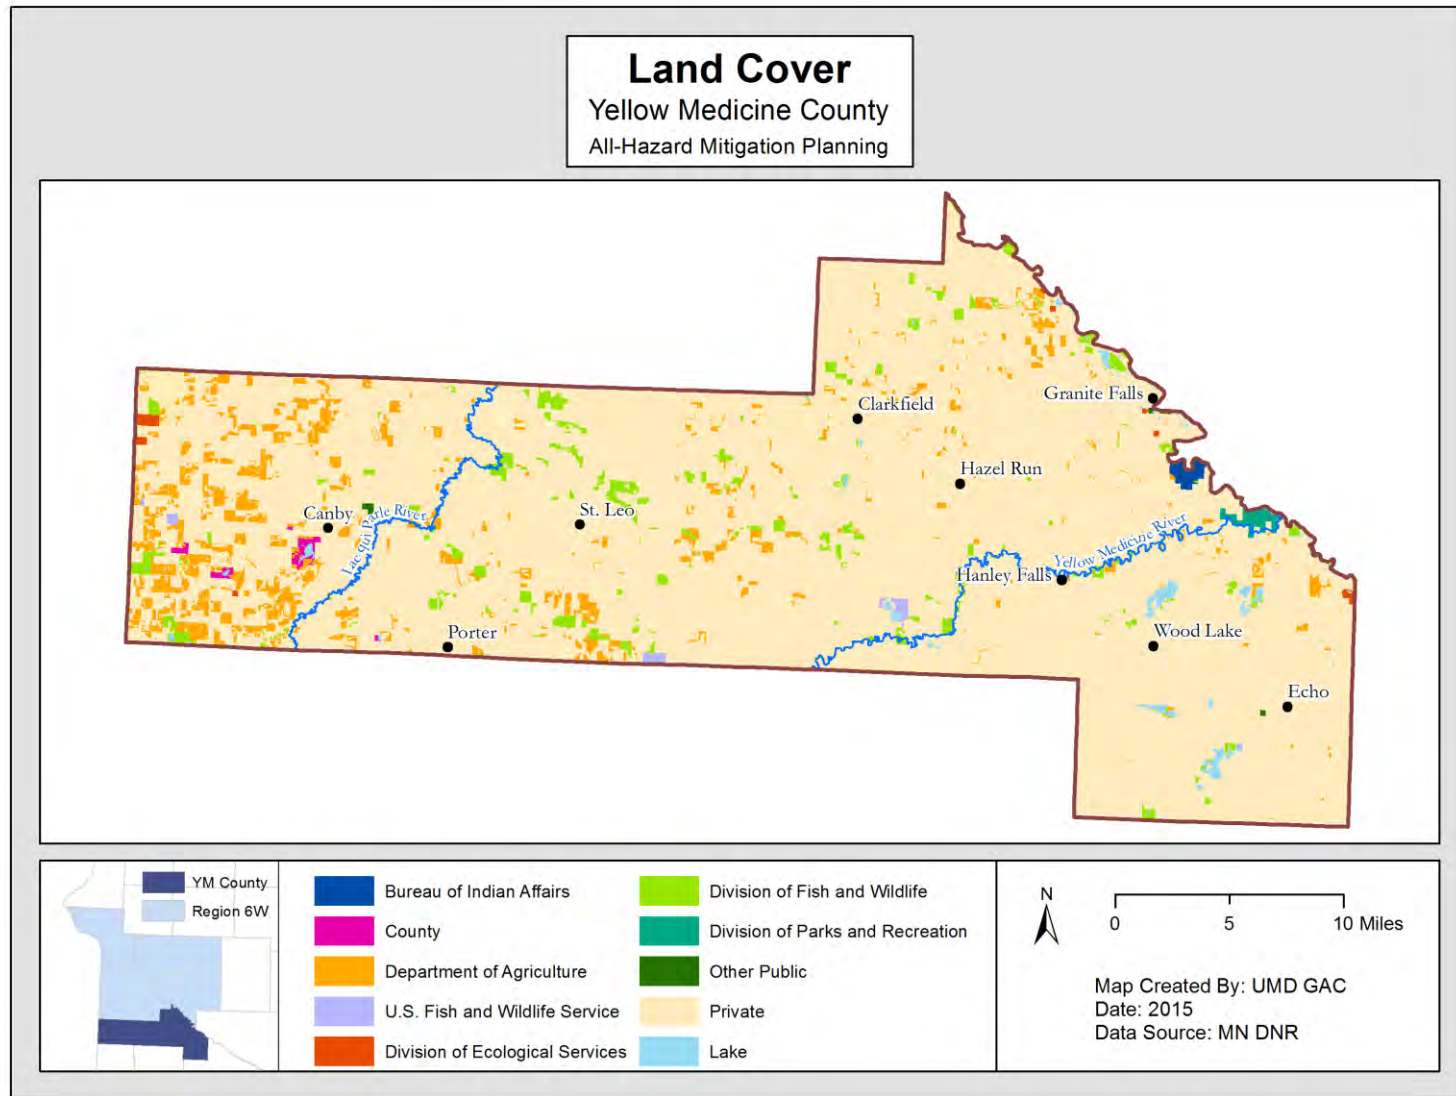 Land Cover
Yellow Medicine County
All-Hazard Mitigation Planning
Granite Falls
Clarkfield
Hazel Run
St. Leo
Canby
Lac qui Parle River
Yellow Medicine River
Hanley Falls
Porter
Wood Lake
Echo
YM County
Region 6W
Bureau of Indian Affairs
County
Department of Agriculture
U.S. Fish and Wildlife Service
Division of Ecological Services
Division of Fish and Wildlife
Division of Parks and Recreation
Other Public
Private
Lake
N
0 5 10 Miles
Map Created By: UMD GAC
Date: 2015
Data Source: MN DNR